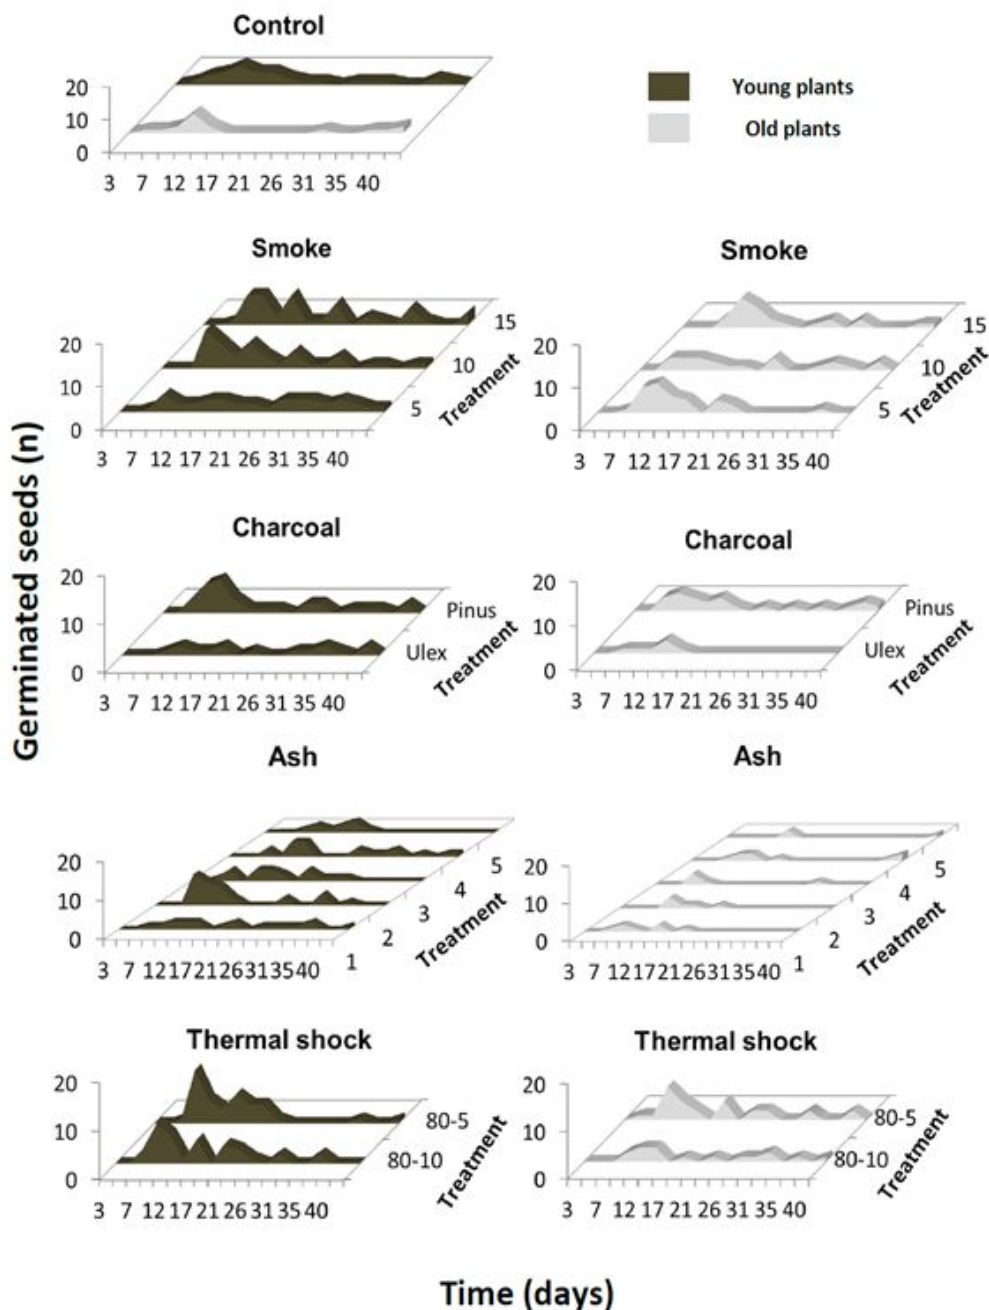 Control
Young plants
Old plants
20
10
0
3 7 12 17 21 26 31 35 40
Smoke
20
10
0
3 7 12 17 21 26 31 35 40
5
10
15
Treatment
Smoke
20
10
0
3 7 12 17 21 26 31 35 40
5
10
15
Treatment
Germinated seeds (n)
Charcoal
20
10
0
3 7 12 17 21 26 31 35 40
Pinus
Ulex
Treatment
Charcoal
20
10
0
3 7 12 17 21 26 31 35 40
Pinus
Ulex
Treatment
Ash
20
10
0
3 7 12 17 21 26 31 35 40
1
2
3
4
5
Treatment
Ash
20
10
0
3 7 12 17 21 26 31 35 40
1
2
3
4
5
Treatment
Thermal shock
20
10
0
3 7 12 17 21 26 31 35 40
80-5
80-10
Treatment
Thermal shock
20
10
0
3 7 12 17 21 26 31 35 40
80-5
80-10
Treatment
Time (days)